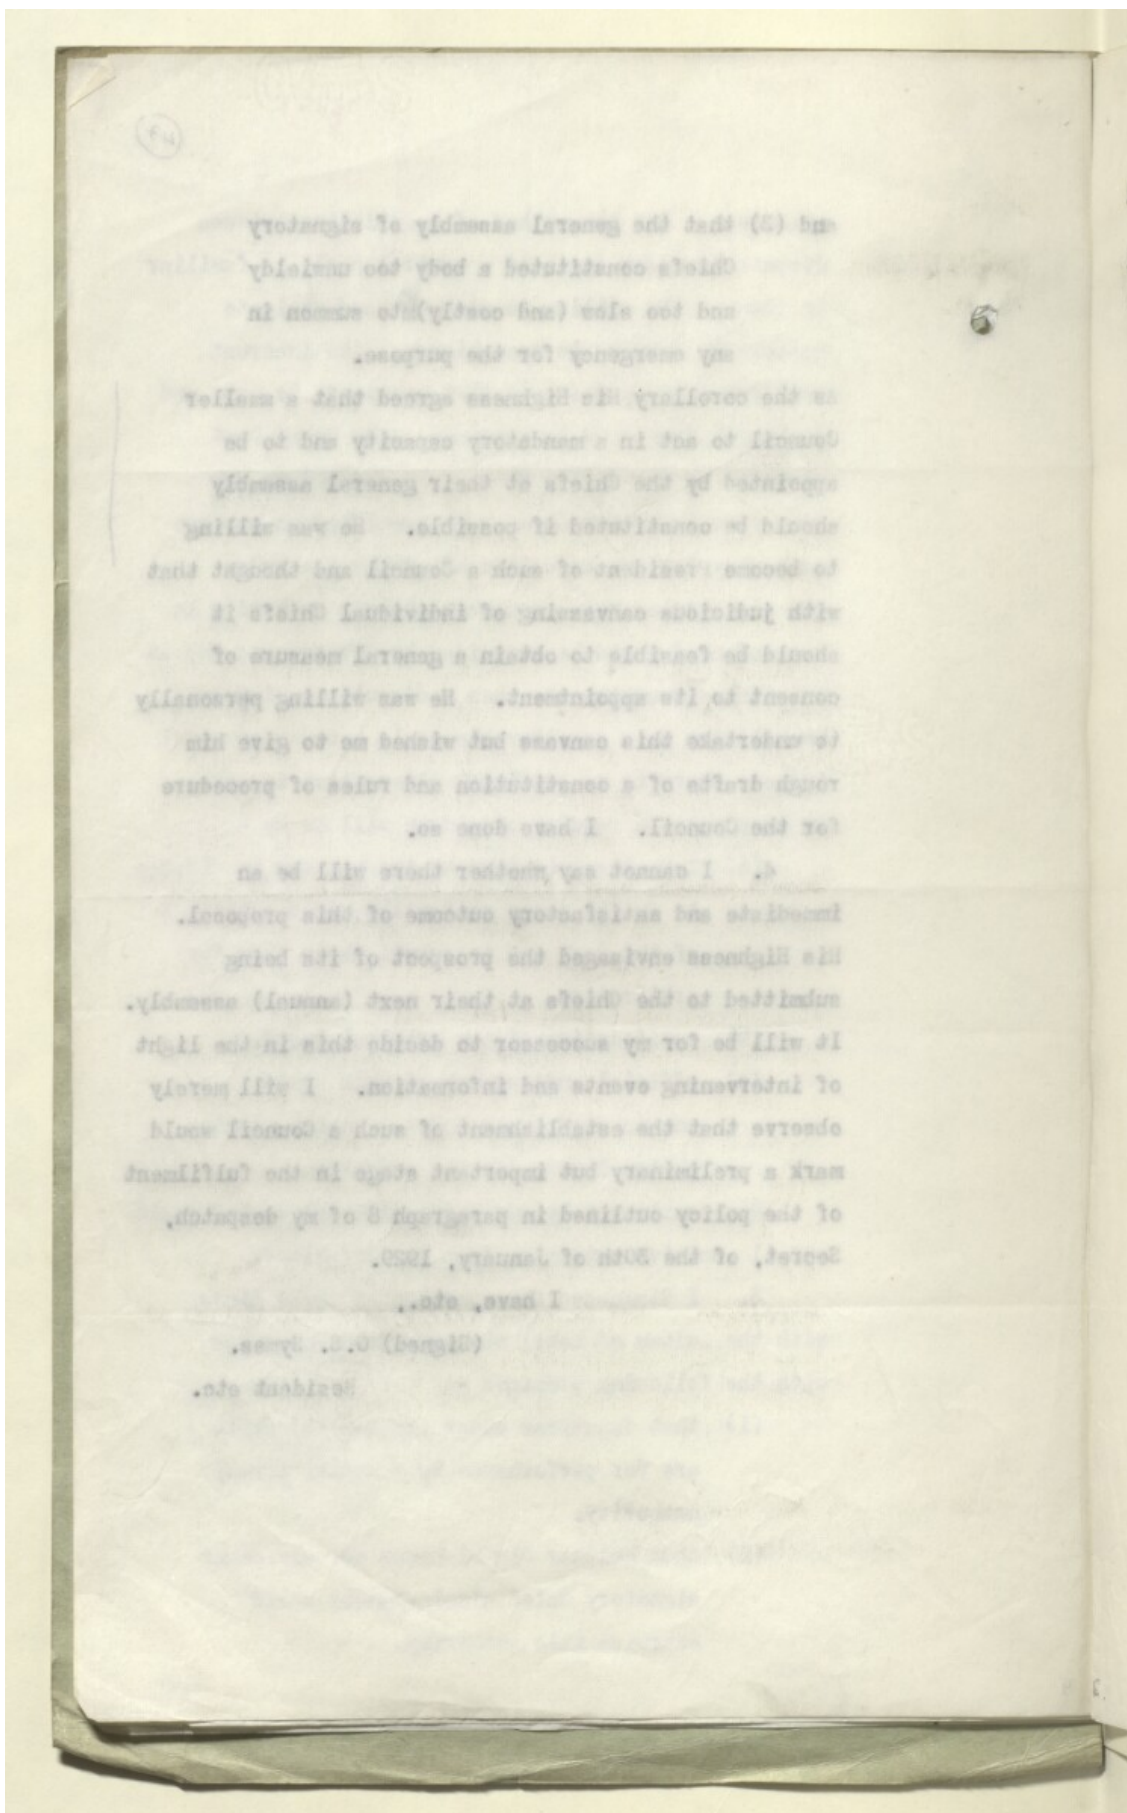 and (3) that the general assembly of signatory
Chiefs constituted a body too unwieldy
and too slow (and costly) to summon in
any emergency for the purpose.
As the corollary His Highness agreed that a smaller
Council to act in a mandatory capacity and to be
appointed by the Chiefs at their general assembly
should be constituted if possible. He was willing
to become President of such a Council and thought that
with judicious canvassing of individual Chiefs it
should be feasible to obtain a general measure of
consent to its appointment. He was willing personally
to undertake this canvass but wished me to give him
rough drafts of a constitution and rules of procedure
for the Council. I have done so.
4. I cannot say whether there will be an
immediate and satisfactory outcome of this proposal.
His Highness envisaged the prospect of its being
submitted to the Chiefs at their next (annual) assembly.
It will be for my successor to decide this in the light
of intervening events and information. I will merely
observe that the establishment of such a Council would
mark a preliminary but important stage in the fulfilment
of the policy outlined in paragraph 8 of my despatch,
Secret, of the 30th of January, 1929.
I have, etc.,
(Signed) G.S. Symes.
Resident etc.